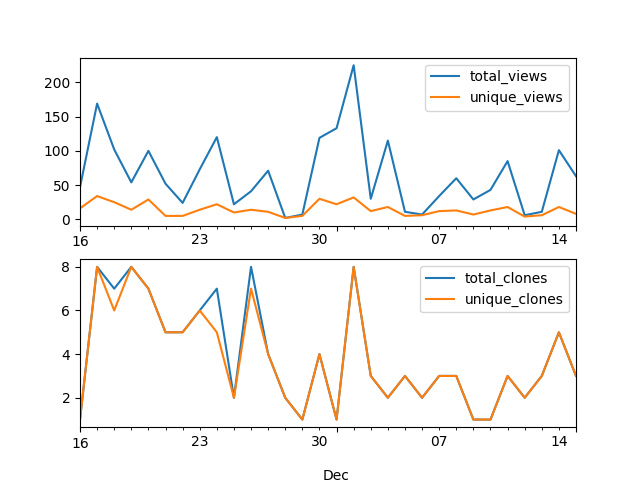 200
150
100
50
0
total_views
unique_views
16 23 30 07 14
8
6
4
2
total_clones
unique_clones
16 23 30 07 14
Dec